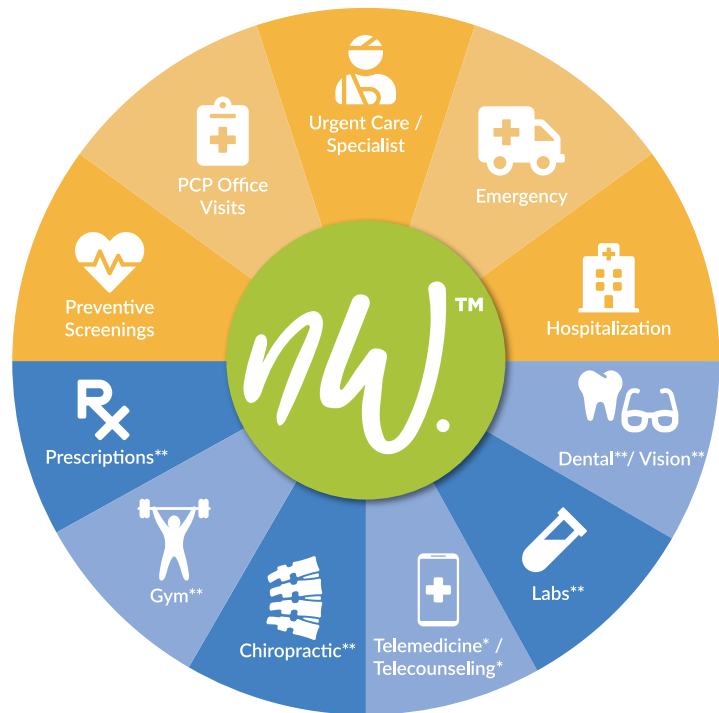 Urgent Care /
Specialist
PCP Office
Visits
Emergency
Preventive
Screenings
Hospitalization
nW.™
Rx
Prescriptions**
Dental**/ Vision**
Gym**
Labs**
Chiropractic**
Telemedicine* /
Telecounseling*